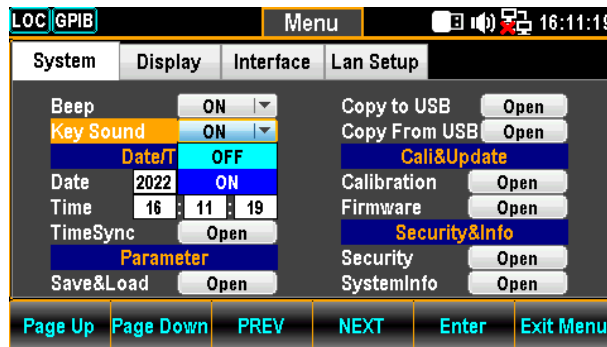 LOC GPIB Menu 16:11:19
System Display Interface Lan Setup
Beep ON
Key Sound ON
Date/T OFF
Date 2022 ON
Time 16 : 11 : 19
TimeSync Open
Parameter
Save&Load Open
Copy to USB Open
Copy From USB Open
Cali&Update
Calibration Open
Firmware Open
Security&Info
Security Open
SystemInfo Open
Page Up Page Down PREV NEXT Enter Exit Menu